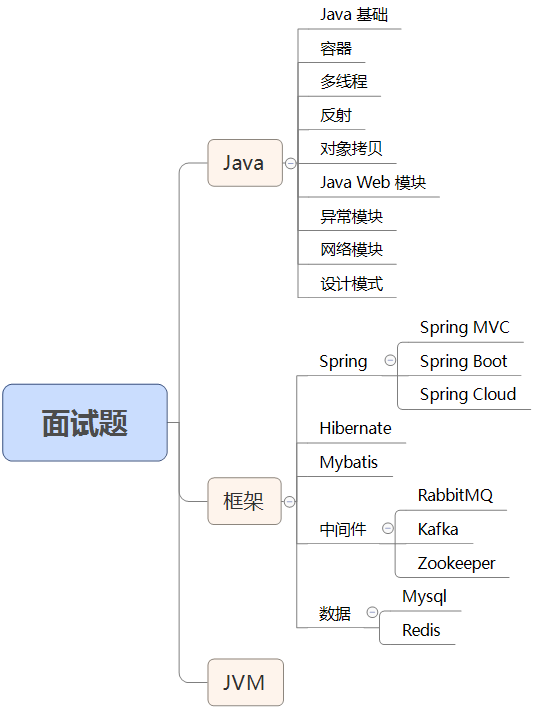 面试题
Java
Java 基础
容器
多线程
反射
对象拷贝
Java Web 模块
异常模块
网络模块
设计模式
框架
Spring
Spring MVC
Spring Boot
Spring Cloud
Hibernate
Mybatis
中间件
RabbitMQ
Kafka
Zookeeper
数据
Mysql
Redis
JVM